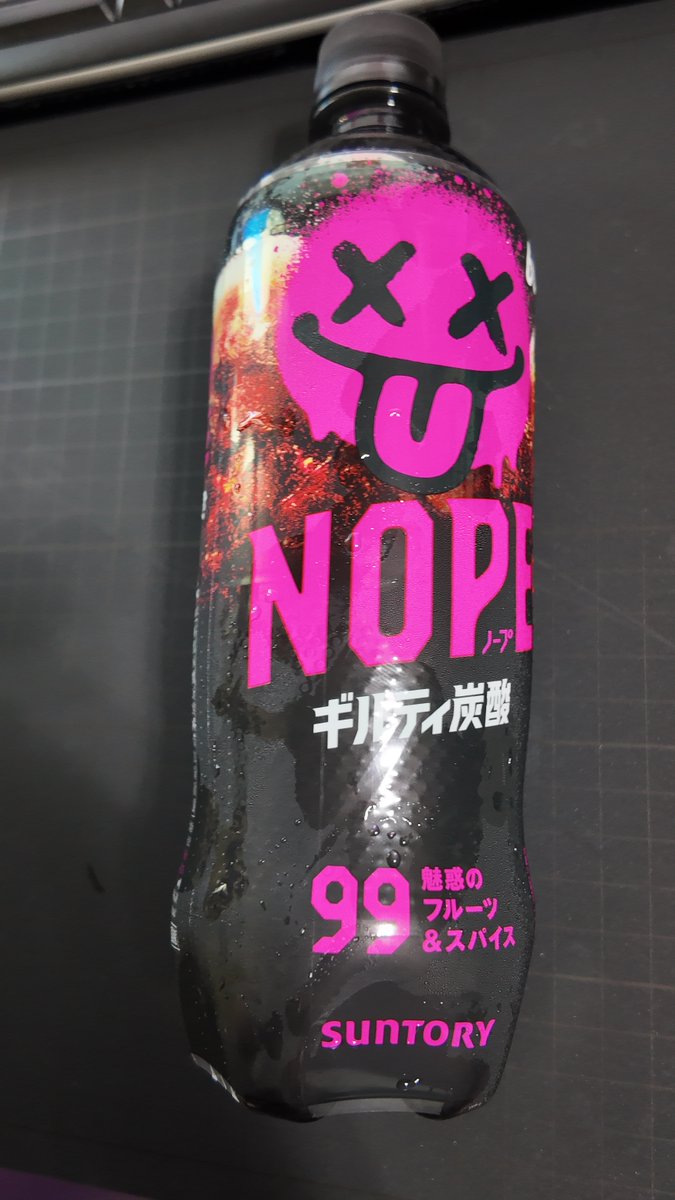 NOPE
ノープ
ギルティ炭酸
99
魅惑の
フルーツ
&スパイス
SUNTORY